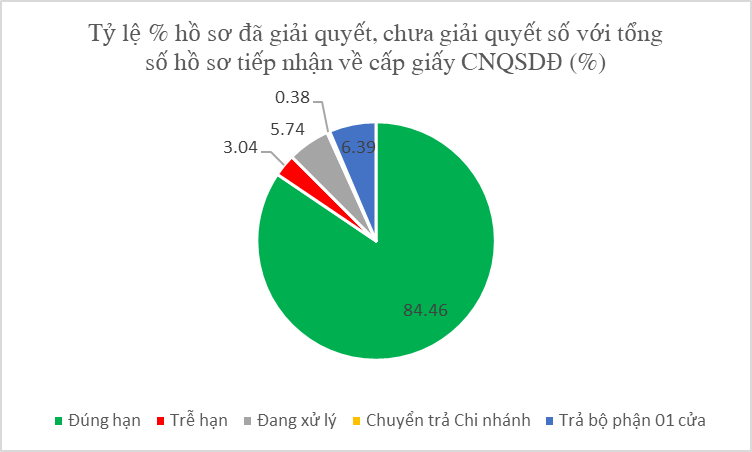 Tỷ lệ % hồ sơ đã giải quyết, chưa giải quyết số với tổng
số hồ sơ tiếp nhận về cấp giấy CNQSDĐ (%)
0.38
5.74
6.39
3.04
84.46
Đúng hạn
Trễ hạn
Đang xử lý
Chuyển trả Chi nhánh
Trả bộ phận 01 cửa